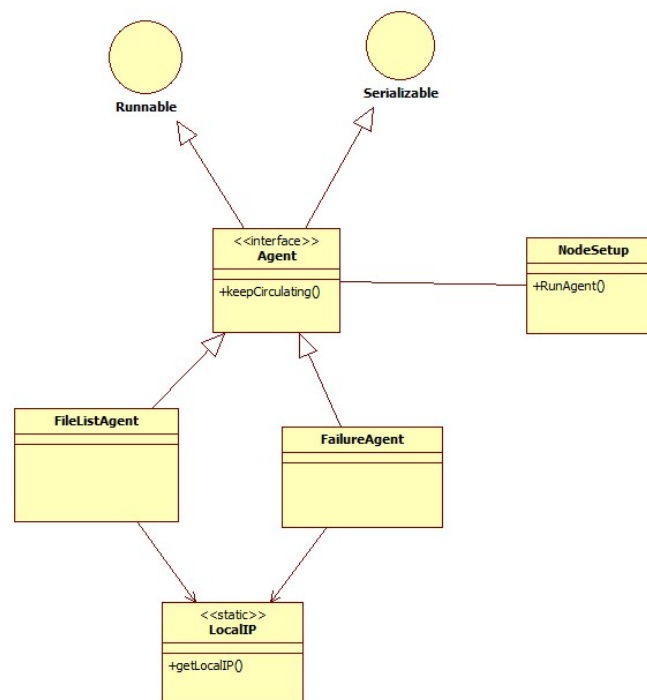 Runnable
Serializable
<<interface>>
Agent
+keepCirculating()
NodeSetup
+RunAgent()
FileListAgent
FailureAgent
<<static>>
LocalIP
+getLocalIP()